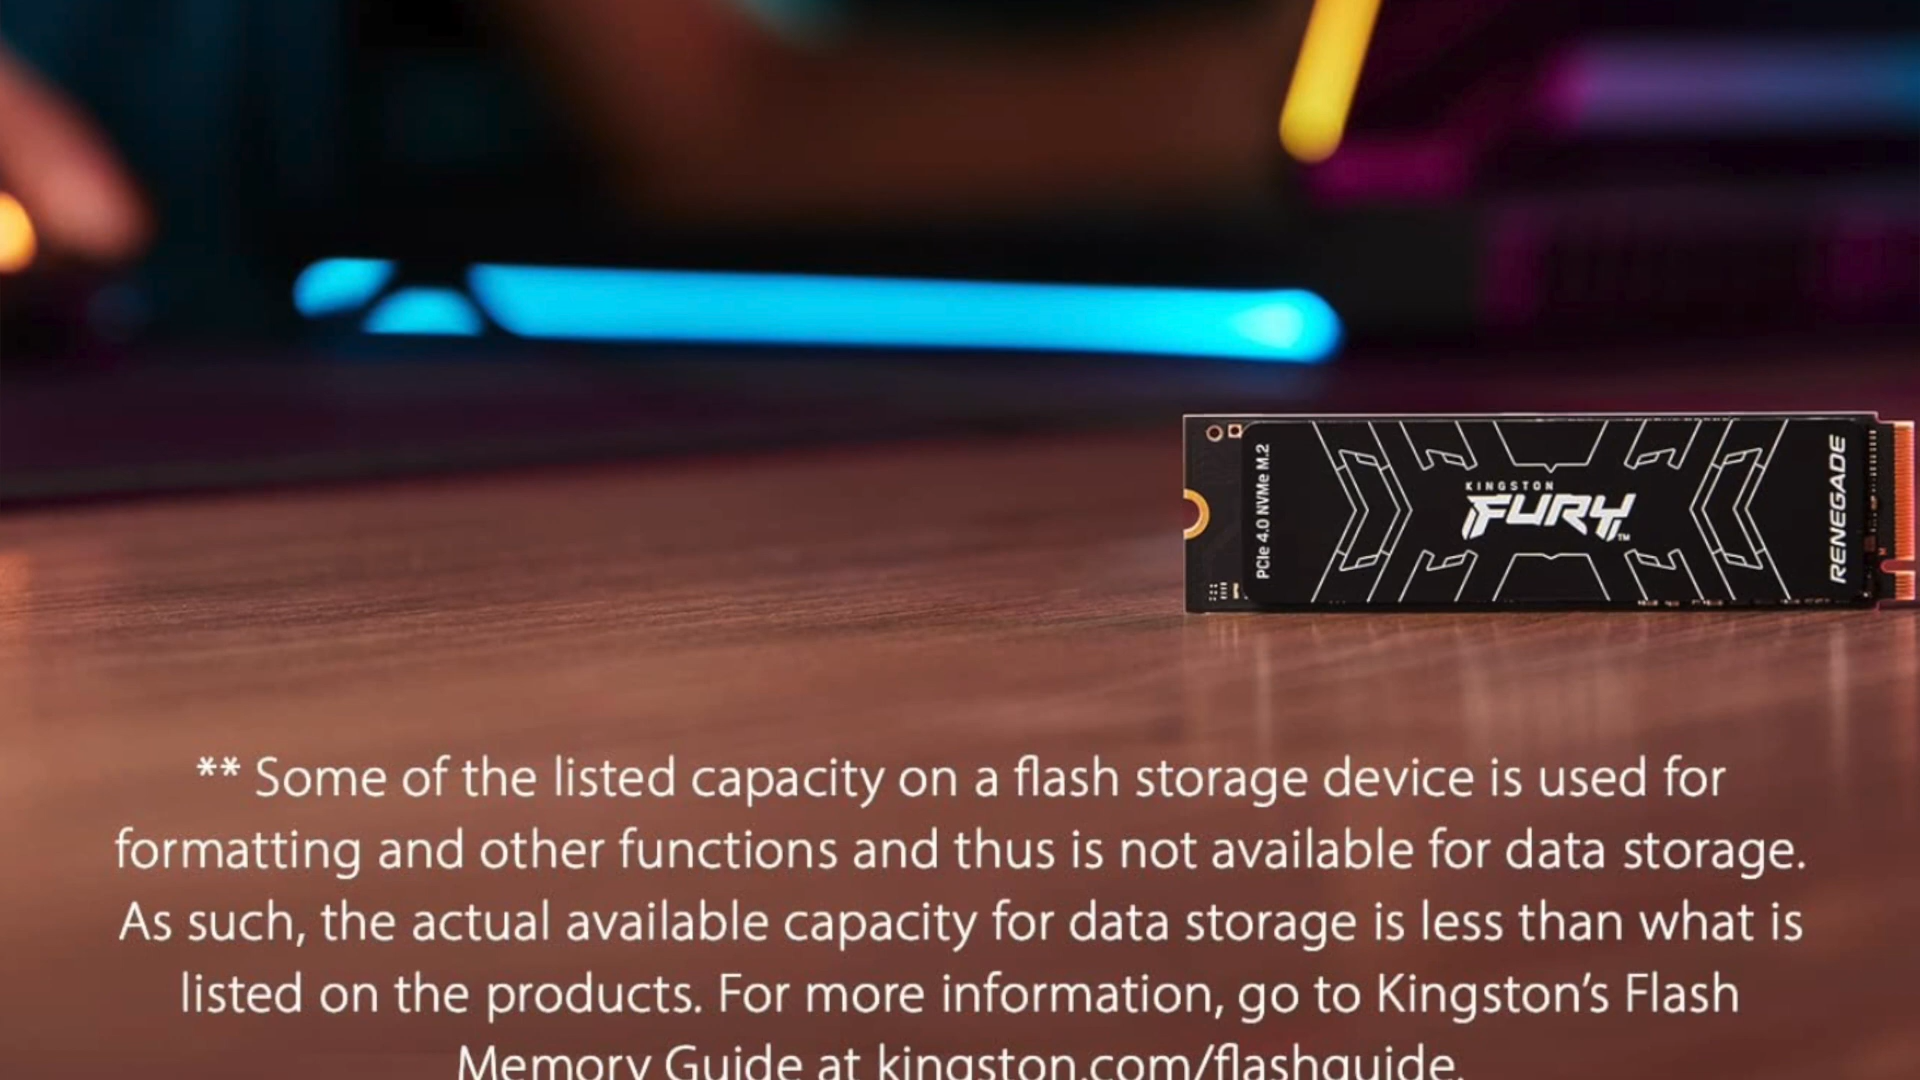 PCIe 4.0 NVMe M.2
KINGSTON
FURY™
RENEGADE
** Some of the listed capacity on a flash storage device is used for
formatting and other functions and thus is not available for data storage.
As such, the actual available capacity for data storage is less than what is
listed on the products. For more information, go to Kingston’s Flash
Memory Guide at kingston.com/flashguide.